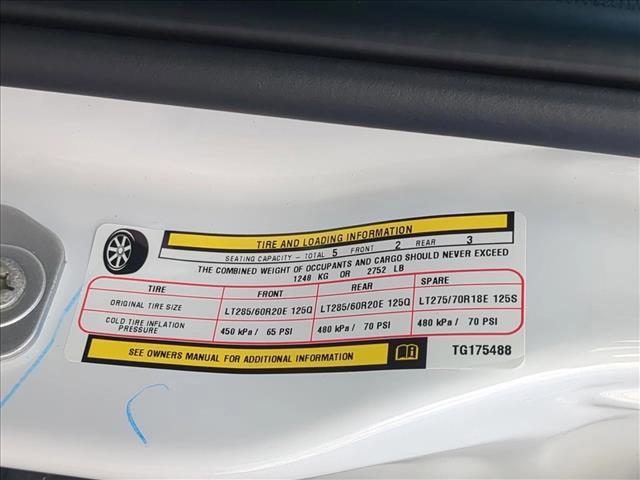 TIRE AND LOADING INFORMATION
SEATING CAPACITY - TOTAL 5 FRONT 2 REAR 3
THE COMBINED WEIGHT OF OCCUPANTS AND CARGO SHOULD NEVER EXCEED
1248 KG OR 2752 LB
TIRE FRONT REAR SPARE
ORIGINAL TIRE SIZE LT285/60R20E 125Q LT285/60R20E 125Q LT275/70R18E 125S
COLD TIRE INFLATION PRESSURE 450 kPa / 65 PSI 480 kPa / 70 PSI 480 kPa / 70 PSI
SEE OWNERS MANUAL FOR ADDITIONAL INFORMATION
TG175488